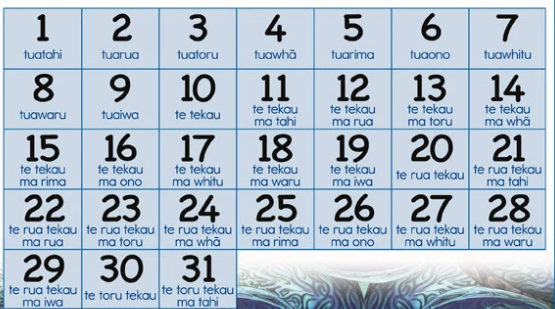 1 2 3 4 5 6 7
tuatahi tuarua tuatoru tuawhā tuarima tuaono tuawhitu
8 9 10 11 12 13 14
tuawaru tuaiwa te tekau te tekau te tekau te tekau te tekau
ma tahi ma rua ma toru ma whā
15 16 17 18 19 20 21
te tekau te tekau te tekau te tekau te tekau te rua tekau te rua tekau
ma rima ma ono ma whitu ma waru ma iwa ma tahi
22 23 24 25 26 27 28
te rua tekau te rua tekau te rua tekau te rua tekau te rua tekau te rua tekau te rua tekau
ma rua ma toru ma whā ma rima ma ono ma whitu ma waru
29 30 31
te rua tekau te toru tekau te toru tekau
ma iwa ma tahi